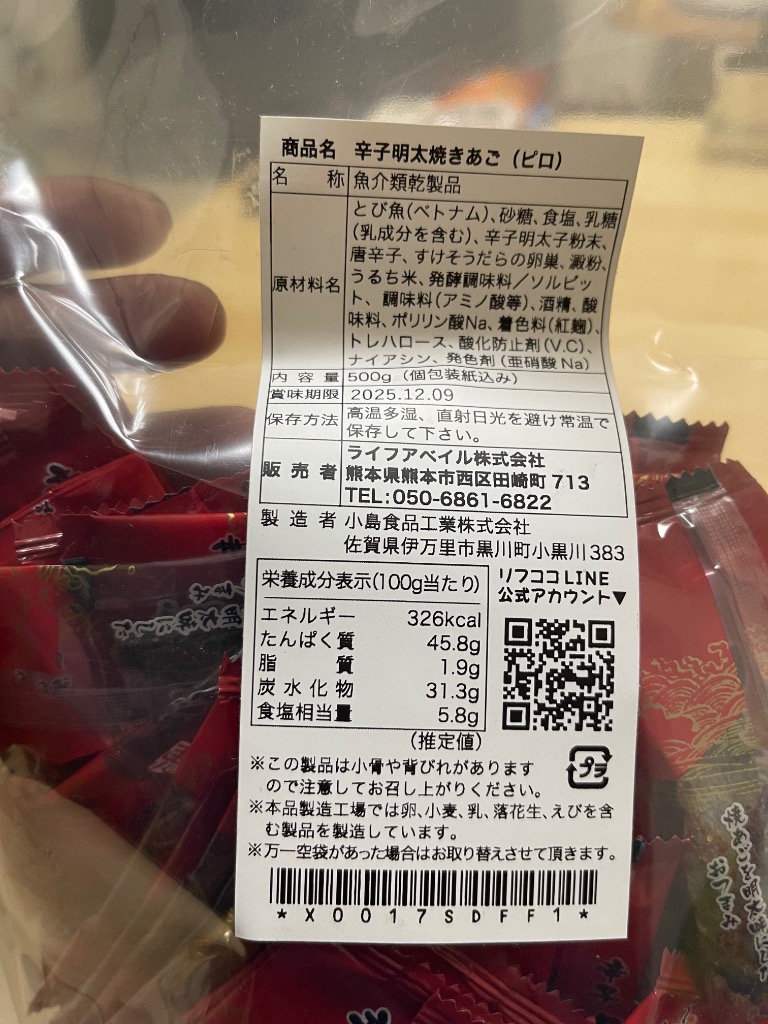 商品名 辛子明太焼きあご（ピロ）
名称 魚介類乾製品
原材料名 とび魚(ベトナム)、砂糖、食塩、乳糖
(乳成分を含む)、辛子明太子粉末、
唐辛子、すけそうだらの卵巣、澱粉、
うるち米、発酵調味料／ソルビッ
ト、調味料(アミノ酸等)、酒精、酸
味料、ポリリン酸Na、着色料(紅麹)、
トレハロース、酸化防止剤(V.C)、
ナイアシン、発色剤(亜硝酸Na)
内容量 500g（個包装紙込み）
賞味期限 2025.12.09
保存方法 高温多湿、直射日光を避け常温で
保存して下さい。
販売者 ライフアベイル株式会社
熊本県熊本市西区田崎町713
TEL:050-6861-6822
製造者 小島食品工業株式会社
佐賀県伊万里市黒川町小黒川383
栄養成分表示(100g当たり)
エネルギー 326kcal
たんぱく質 45.8g
脂質 1.9g
炭水化物 31.3g
食塩相当量 5.8g
(推定値)
リフココLINE
公式アカウント▼
プラ
※この製品は小骨や背びれがあります
ので注意してお召し上がりください。
※本品製造工場では卵、小麦、乳、落花生、えびを含
む製品を製造しています。
※万一空袋があった場合はお取り替えさせて頂きます。
*X0017SDFF1*
焼あごを明太味にした
おつまみ